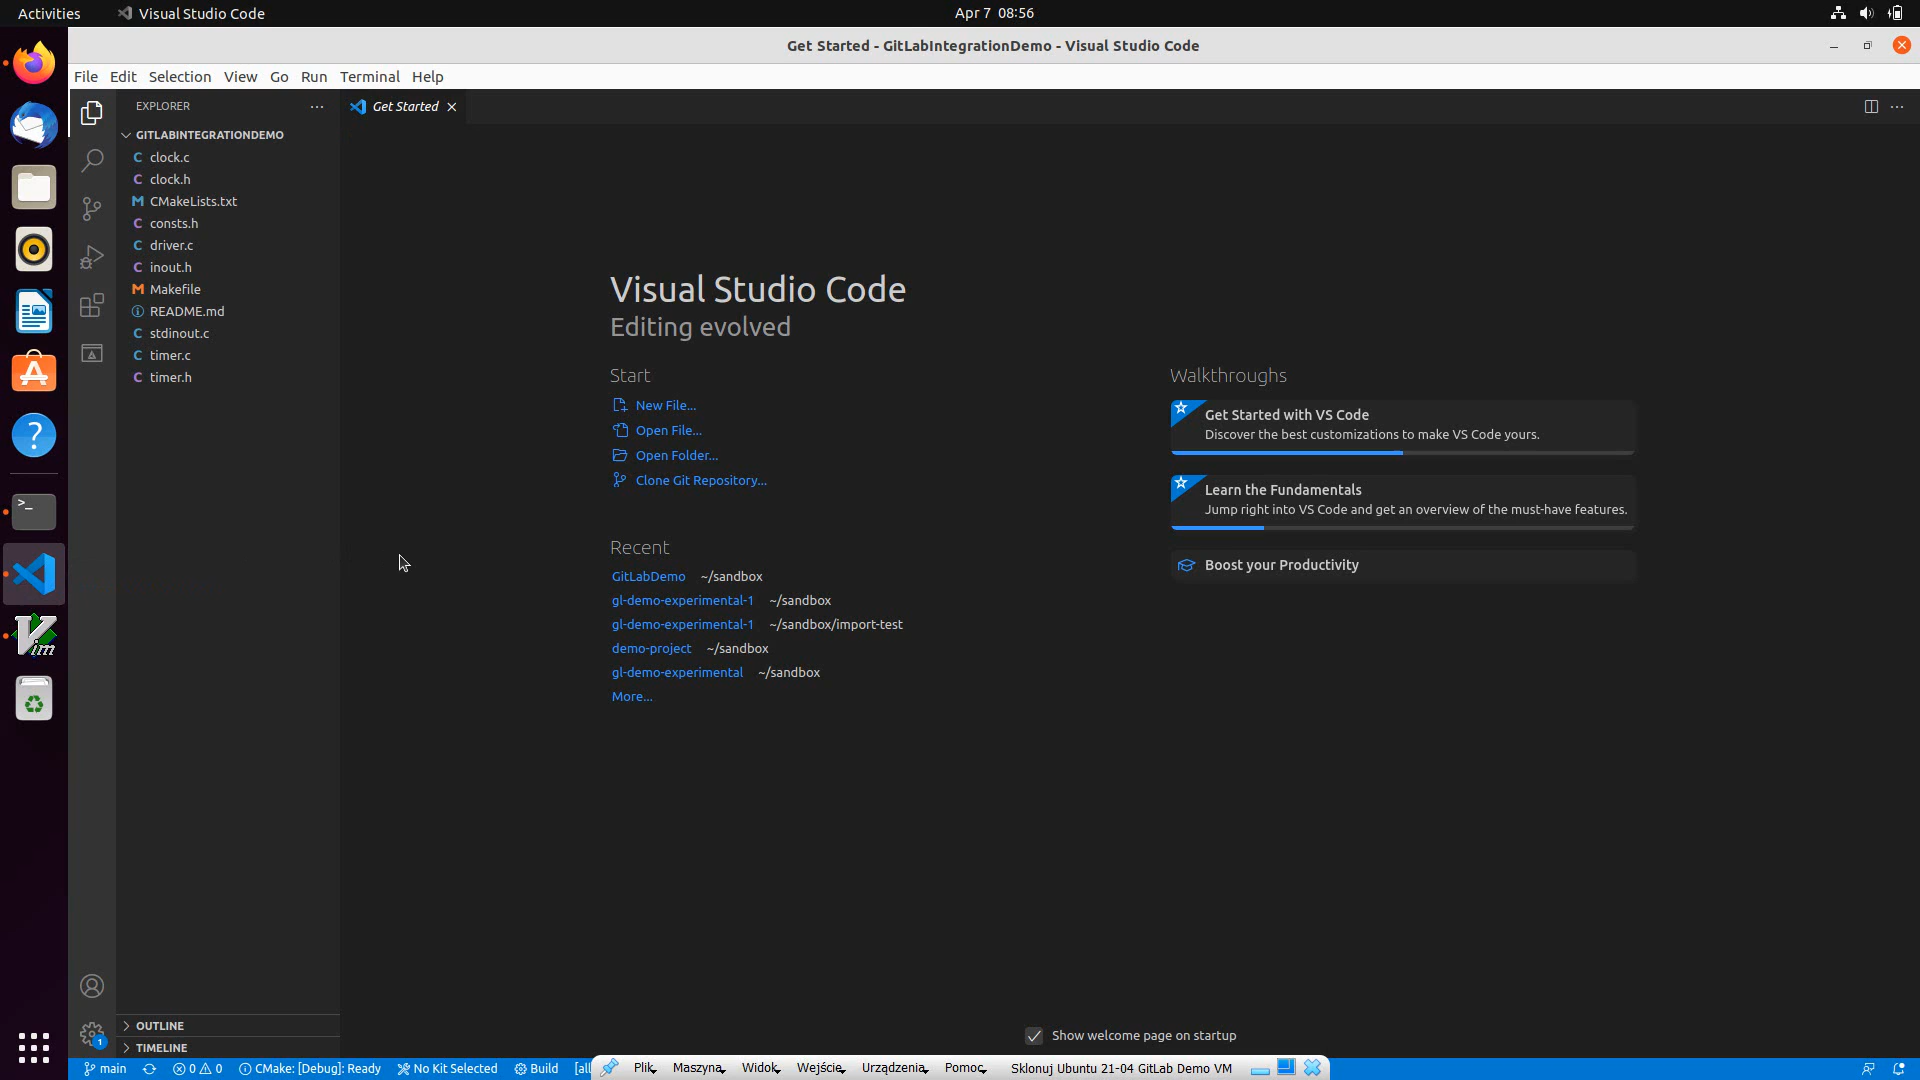 Activities
Visual Studio Code
Apr 7 08:56
Get Started - GitLabIntegrationDemo - Visual Studio Code
File Edit Selection View Go Run Terminal Help
EXPLORER
Get Started
GITLABINTEGRATIONDEMO
C clock.c
C clock.h
M CMakeLists.txt
C consts.h
C driver.c
C inout.h
M Makefile
README.md
C stdinout.c
C timer.c
C timer.h
Visual Studio Code
Editing evolved
Start
New File...
Open File...
Open Folder...
Clone Git Repository...
Recent
GitLabDemo ~/sandbox
gl-demo-experimental-1 ~/sandbox
gl-demo-experimental-1 ~/sandbox/import-test
demo-project ~/sandbox
gl-demo-experimental ~/sandbox
More...
Walkthroughs
Get Started with VS Code
Discover the best customizations to make VS Code yours.
Learn the Fundamentals
Jump right into VS Code and get an overview of the must-have features.
Boost your Productivity
Show welcome page on startup
OUTLINE
TIMELINE
1
main 0 0 CMake: [Debug]: Ready No Kit Selected Build [all
Plik Maszyna Widok Wejście Urządzenia Pomoc Sklonuj Ubuntu 21-04 GitLab Demo VM
>_
Vim
?
A